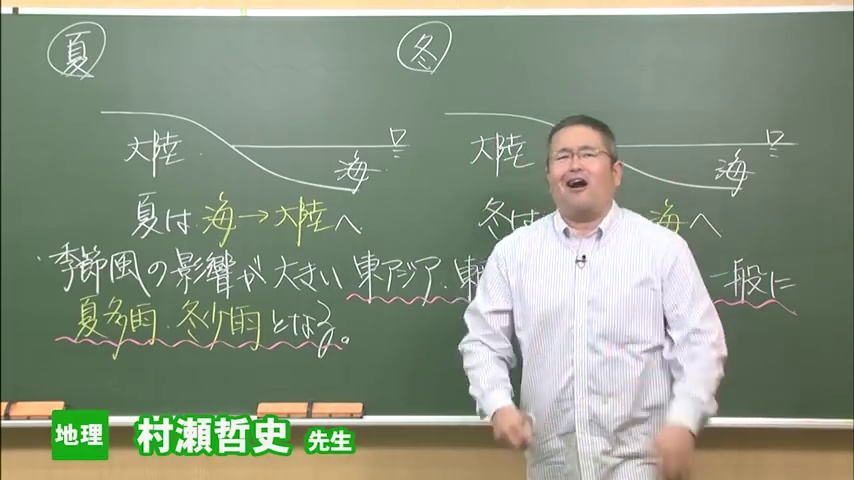 夏
冬
大陸
海
大陸
海
夏は 海→大陸へ
冬は 海へ
季節風の影響が大きい 東アジア・東 一般に
夏多雨・冬少雨となる。
地理 村瀬哲史 先生